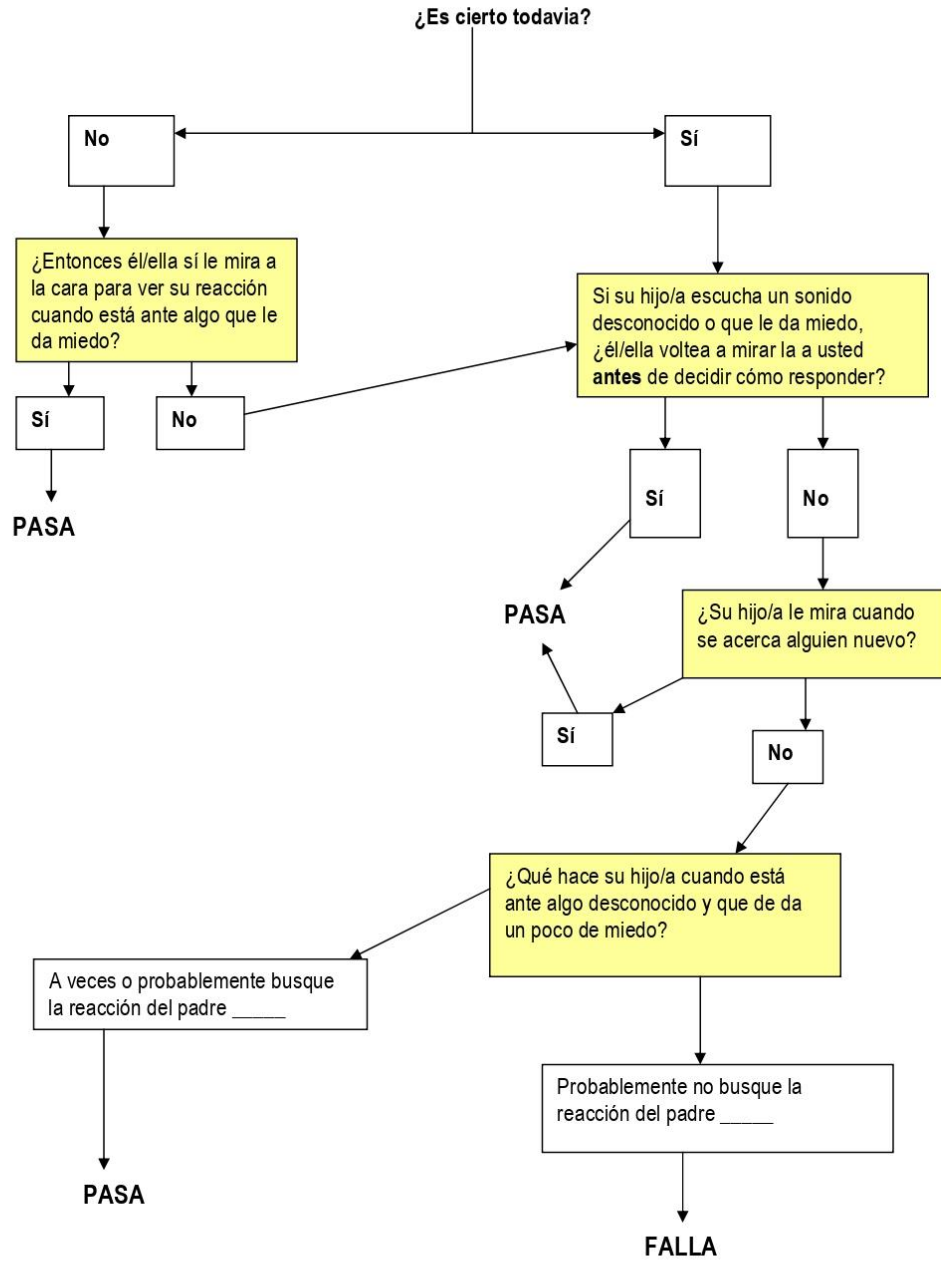 ¿Es cierto todavia?
No
Sí
¿Entonces él/ella sí le mira a
la cara para ver su reacción
cuando está ante algo que le
da miedo?
Si su hijo/a escucha un sonido
desconocido o que le da miedo,
¿él/ella voltea a mirar la a usted
antes de decidir cómo responder?
Sí
No
PASA
Sí
No
PASA
¿Su hijo/a le mira cuando
se acerca alguien nuevo?
Sí
No
¿Qué hace su hijo/a cuando está
ante algo desconocido y que de da
un poco de miedo?
A veces o probablemente busque
la reacción del padre _____
Probablemente no busque la
reacción del padre _____
PASA
FALLA